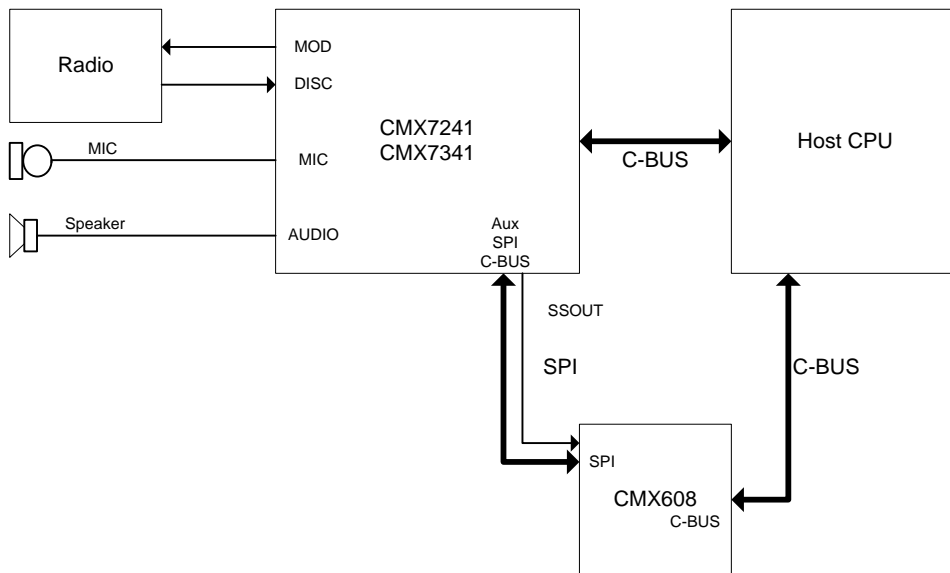 Radio
MOD
DISC
CMX7241
CMX7341
MIC
MIC
Speaker
AUDIO
Aux
SPI
C-BUS
C-BUS
Host CPU
SSOUT
SPI
C-BUS
SPI
CMX608
C-BUS